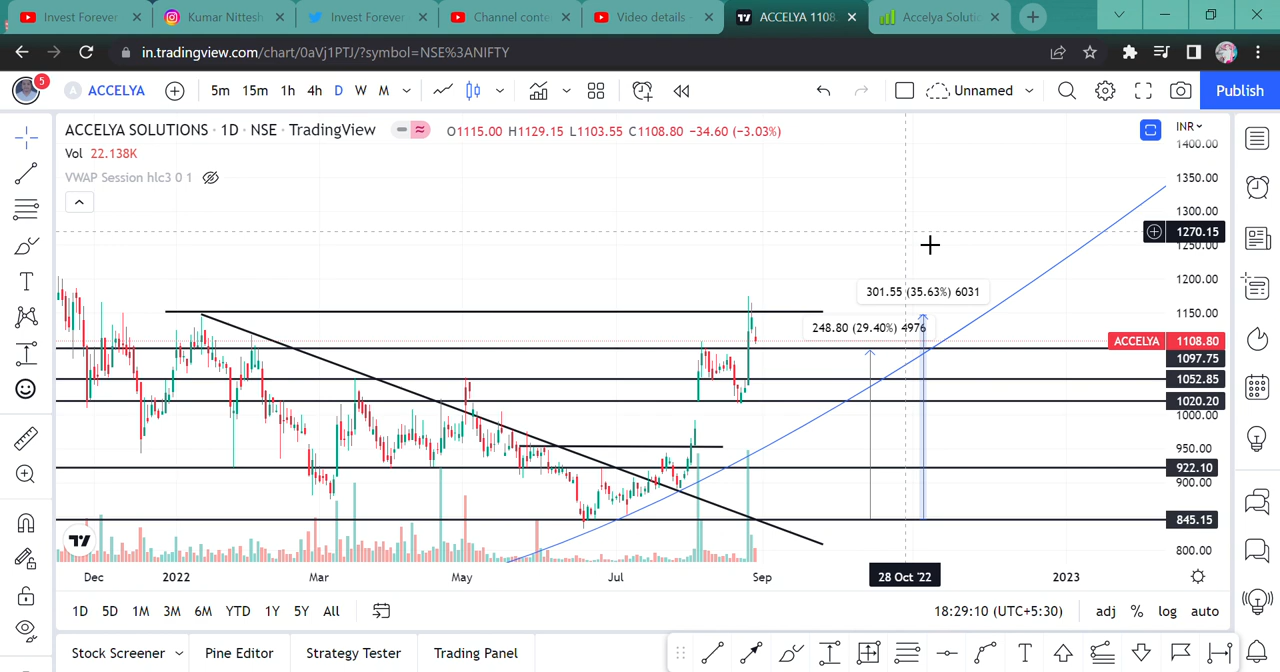 Invest Forever
Kumar Nittesh
Invest Forever
Channel conte
Video details -
ACCELYA 1108.
Accelya Solutio
in.tradingview.com/chart/0aVj1PTJ/?symbol=NSE%3ANIFTY
5
A ACCELYA
5m 15m 1h 4h D W M
Unnamed
Publish
ACCELYA SOLUTIONS · 1D · NSE · TradingView
O1115.00 H1129.15 L1103.55 C1108.80 −34.60 (−3.03%)
INR
Vol 22.138K
VWAP Session hlc3 0 1
1400.00
1350.00
1300.00
1270.15
1250.00
1200.00
301.55 (35.63%) 6031
1150.00
248.80 (29.40%) 4976
ACCELYA 1108.80
1097.75
1052.85
1020.20
1000.00
950.00
922.10
900.00
845.15
800.00
Dec 2022 Mar May Jul Sep 28 Oct '22 2023
1D 5D 1M 3M 6M YTD 1Y 5Y All
18:29:10 (UTC+5:30) adj % log auto
Stock Screener Pine Editor Strategy Tester Trading Panel